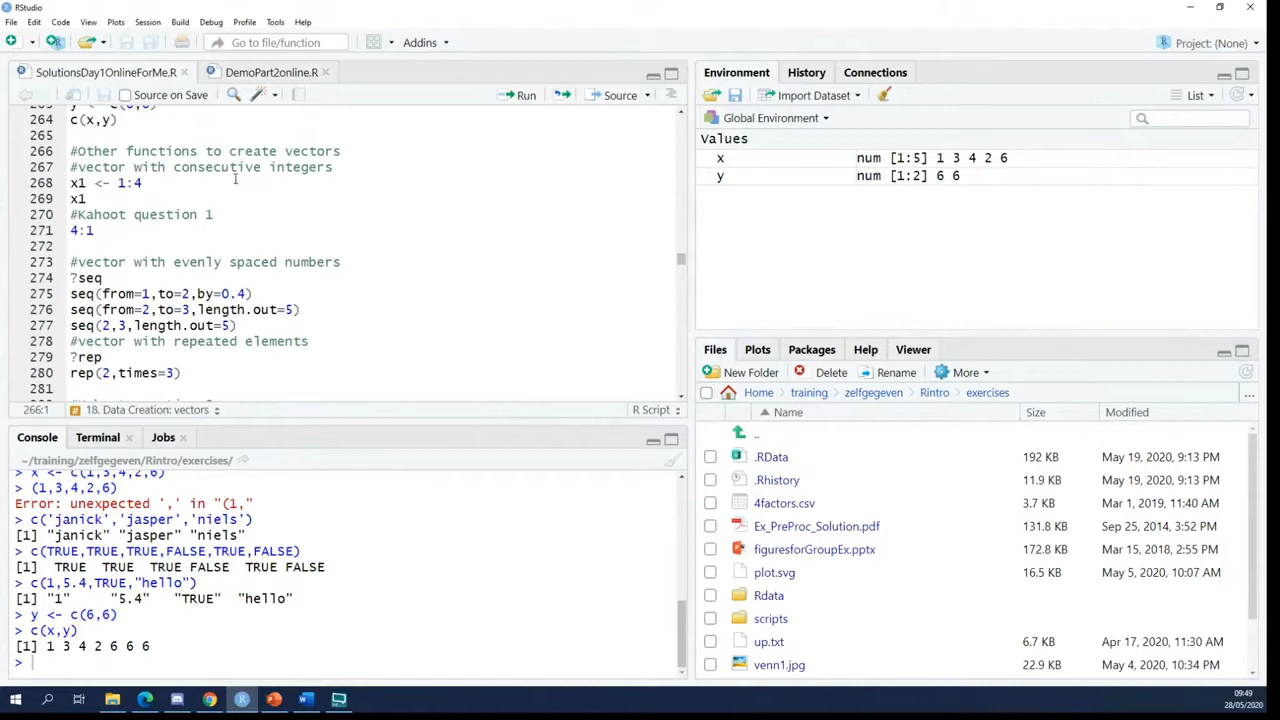 RStudio
File Edit Code View Plots Session Build Debug Profile Tools Help
Go to file/function Addins Project: (None)
SolutionsDay1OnlineForMe.R DemoPart2online.R
Source on Save Run Source
264 c(x,y)
265
266 #Other functions to create vectors
267 #vector with consecutive integers
268 x1 <- 1:4
269 x1
270 #Kahoot question 1
271 4:1
272
273 #vector with evenly spaced numbers
274 ?seq
275 seq(from=1,to=2,by=0.4)
276 seq(from=2,to=3,length.out=5)
277 seq(2,3,length.out=5)
278 #vector with repeated elements
279 ?rep
280 rep(2,times=3)
281
266:1 18. Data Creation: vectors R Script
Console Terminal Jobs
~/training/zelfgegeven/Rintro/exercises/
> x <- c(1,3,4,2,6)
> (1,3,4,2,6)
Error: unexpected ',' in "(1,"
> c('janick','jasper','niels')
[1] "janick" "jasper" "niels"
> c(TRUE,TRUE,TRUE,FALSE,TRUE,FALSE)
[1] TRUE TRUE TRUE FALSE TRUE FALSE
> c(1,5.4,TRUE,"hello")
[1] "1" "5.4" "TRUE" "hello"
> y <- c(6,6)
> c(x,y)
[1] 1 3 4 2 6 6 6
>
Environment History Connections
Import Dataset List
Global Environment
Values
x num [1:5] 1 3 4 2 6
y num [1:2] 6 6
Files Plots Packages Help Viewer
New Folder Delete Rename More
Home training zelfgegeven Rintro exercises
Name Size Modified
..
.RData 192 KB May 19, 2020, 9:13 PM
.Rhistory 11.9 KB May 19, 2020, 9:13 PM
4factors.csv 3.7 KB Mar 1, 2019, 11:40 AM
Ex_PreProc_Solution.pdf 131.8 KB Sep 25, 2014, 3:52 PM
figuresforGroupEx.pptx 172.8 KB Mar 15, 2018, 2:55 PM
plot.svg 16.5 KB May 5, 2020, 10:07 AM
Rdata
scripts
up.txt 6.7 KB Apr 17, 2020, 11:30 AM
venn1.jpg 22.9 KB May 4, 2020, 10:34 PM
09:49
28/05/2020